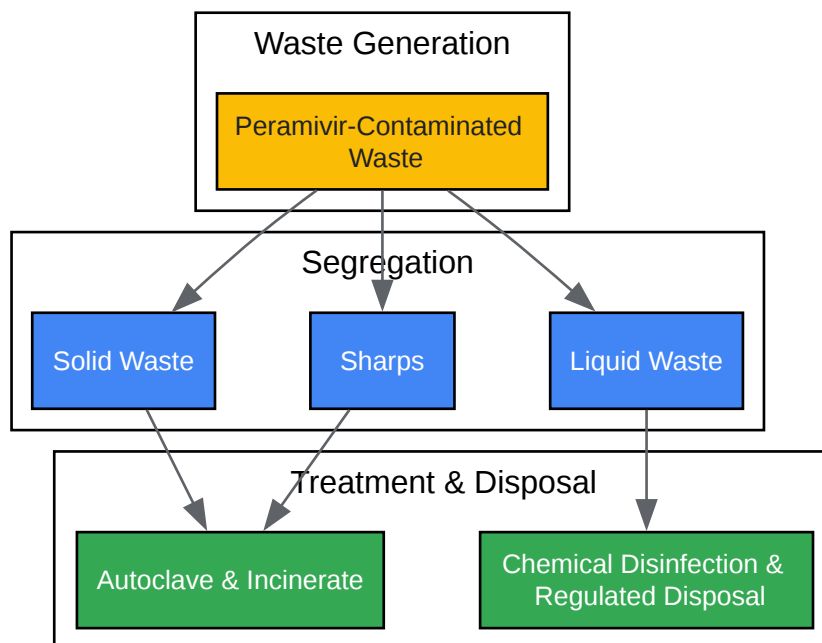 Waste Generation
Peramivir-Contaminated
Waste
Segregation
Solid Waste
Sharps
Liquid Waste
Treatment & Disposal
Autoclave & Incinerate
Chemical Disinfection &
Regulated Disposal